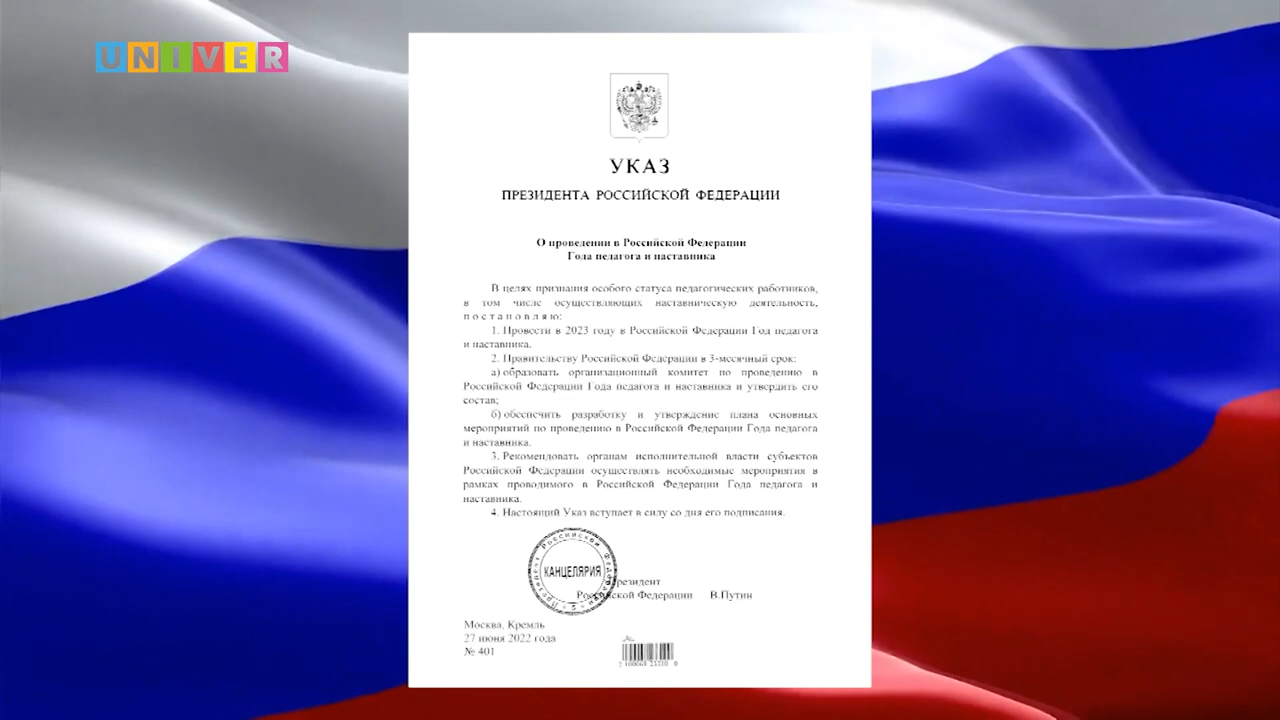 UNIVER
УКАЗ
ПРЕЗИДЕНТА РОССИЙСКОЙ ФЕДЕРАЦИИ
О проведении в Российской Федерации
Года педагога и наставника
В целях признания особого статуса педагогических работников,
в том числе осуществляющих наставническую деятельность,
п о с т а н о в л я ю:
1. Провести в 2023 году в Российской Федерации Год педагога
и наставника.
2. Правительству Российской Федерации в 3-месячный срок:
а) образовать организационный комитет по проведению в
Российской Федерации Года педагога и наставника и утвердить его
состав;
б) обеспечить разработку и утверждение плана основных
мероприятий по проведению в Российской Федерации Года педагога
и наставника.
3. Рекомендовать органам исполнительной власти субъектов
Российской Федерации осуществлять необходимые мероприятия в
рамках проводимого в Российской Федерации Года педагога и
наставника.
4. Настоящий Указ вступает в силу со дня его подписания.
КАНЦЕЛЯРИЯ
Президент
Российской Федерации В.Путин
Москва, Кремль
27 июня 2022 года
№ 401